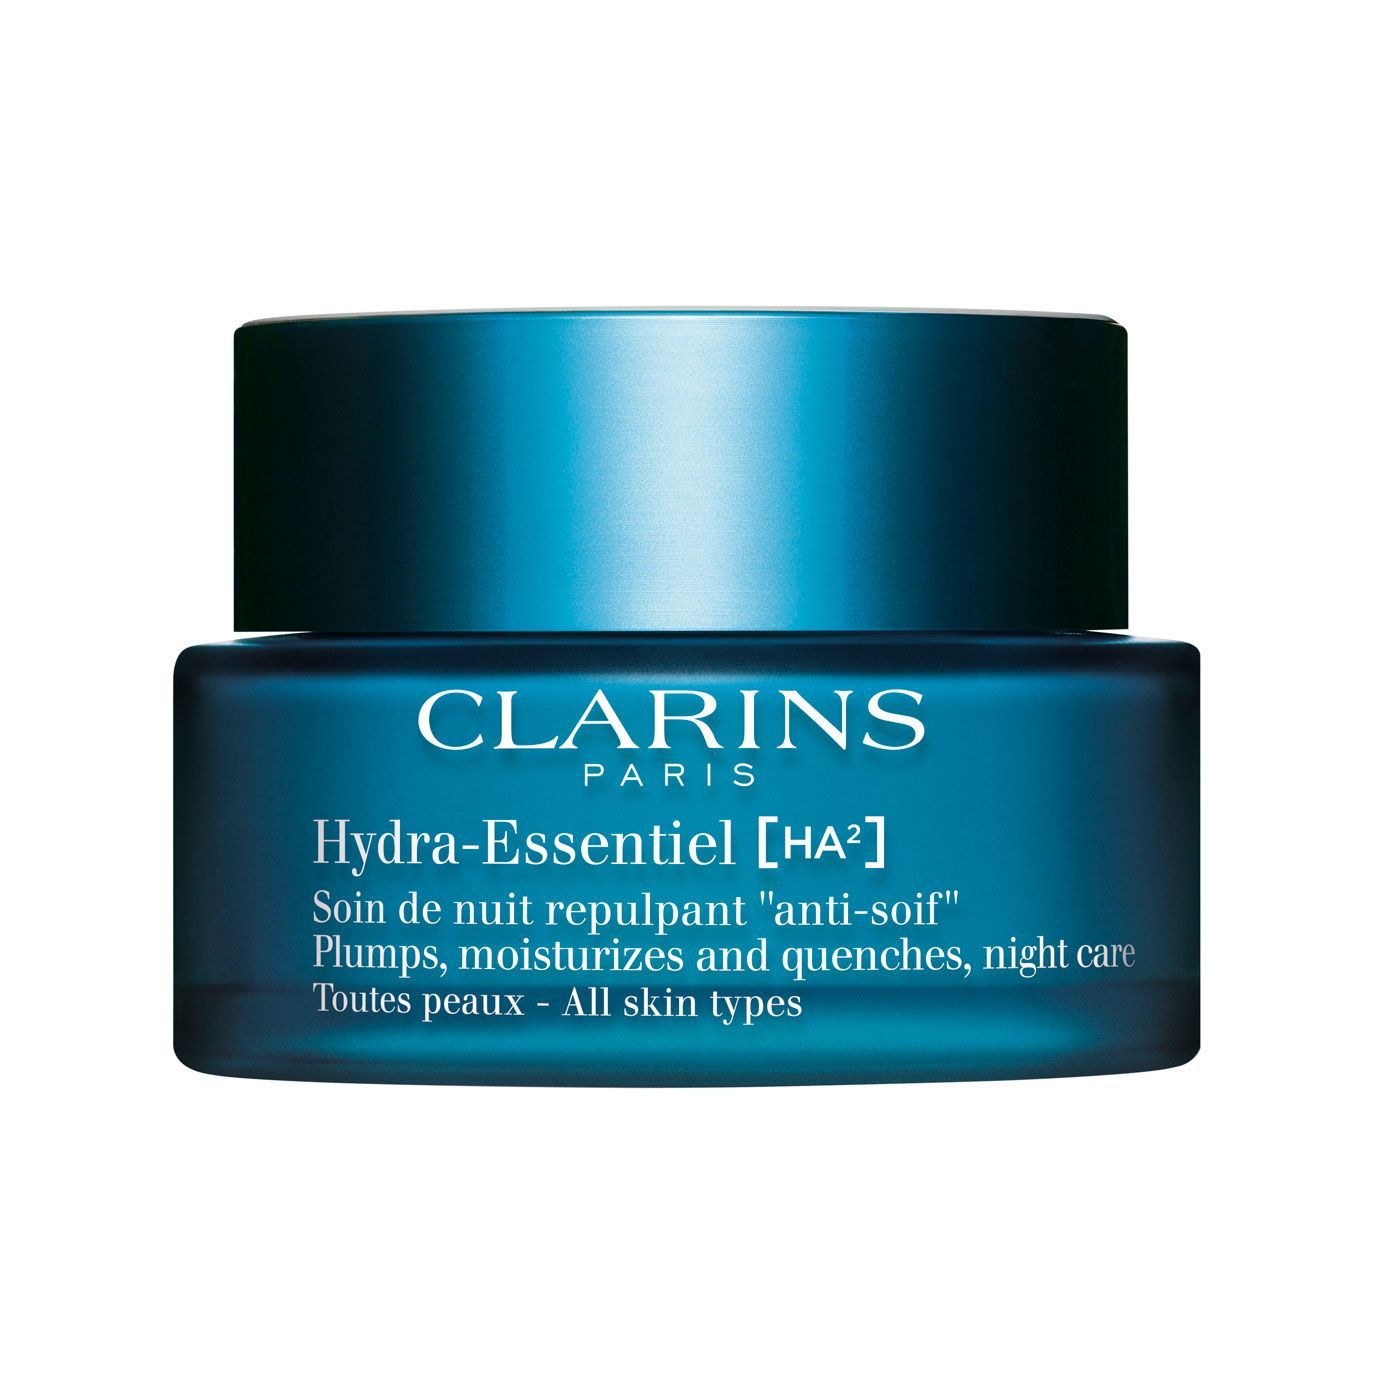 CLARINS
PARIS
Hydra-Essentiel [HA²]
Soin de nuit repulpant "anti-soif"
Plumps, moisturizes and quenches, night care
Toutes peaux - All skin types